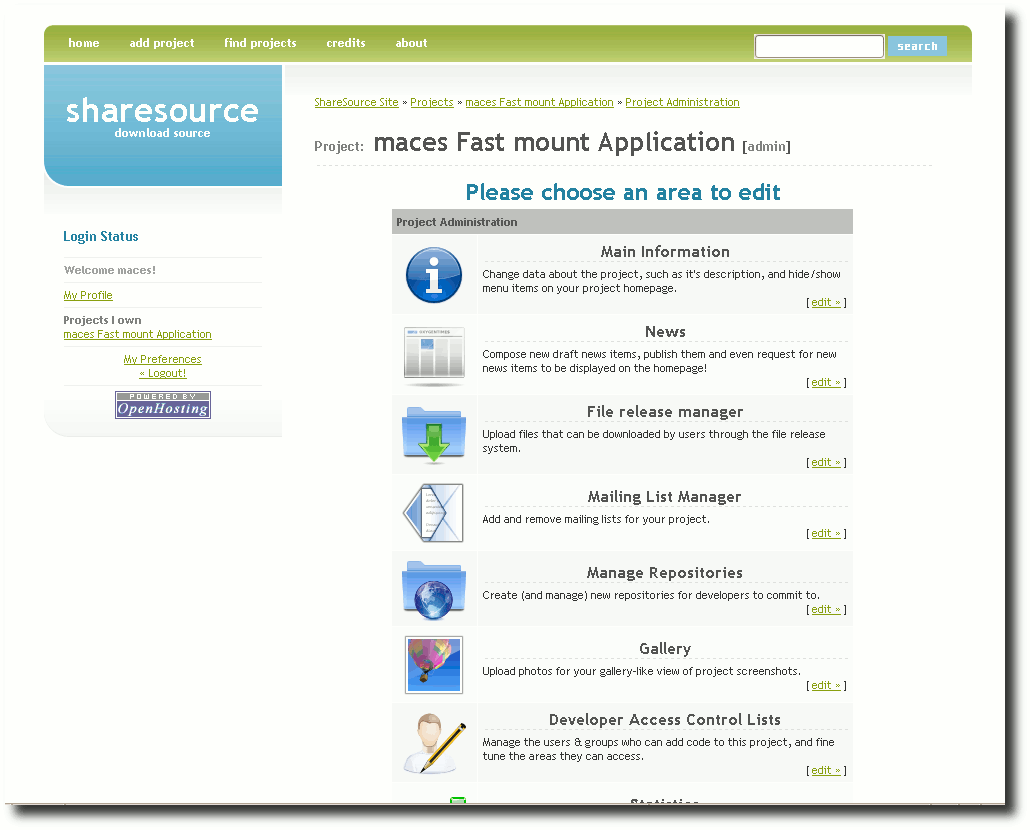 home add project find projects credits about search
sharesource
download source
ShareSource Site » Projects » maces Fast mount Application » Project Administration
Project: maces Fast mount Application [admin]
Login Status
Welcome maces!
My Profile
Projects I own
maces Fast mount Application
My Preferences
« Logout!
POWERED BY
OpenHosting
Please choose an area to edit
Project Administration
Main Information
Change data about the project, such as it's description, and hide/show
menu items on your project homepage.
[ edit » ]
News
Compose new draft news items, publish them and even request for new
news items to be displayed on the homepage!
[ edit » ]
File release manager
Upload files that can be downloaded by users through the file release
system.
[ edit » ]
Mailing List Manager
Add and remove mailing lists for your project.
[ edit » ]
Manage Repositories
Create (and manage) new repositories for developers to commit to.
[ edit » ]
Gallery
Upload photos for your gallery-like view of project screenshots.
[ edit » ]
Developer Access Control Lists
Manage the users & groups who can add code to this project, and fine
tune the areas they can access.
[ edit » ]
Statistics